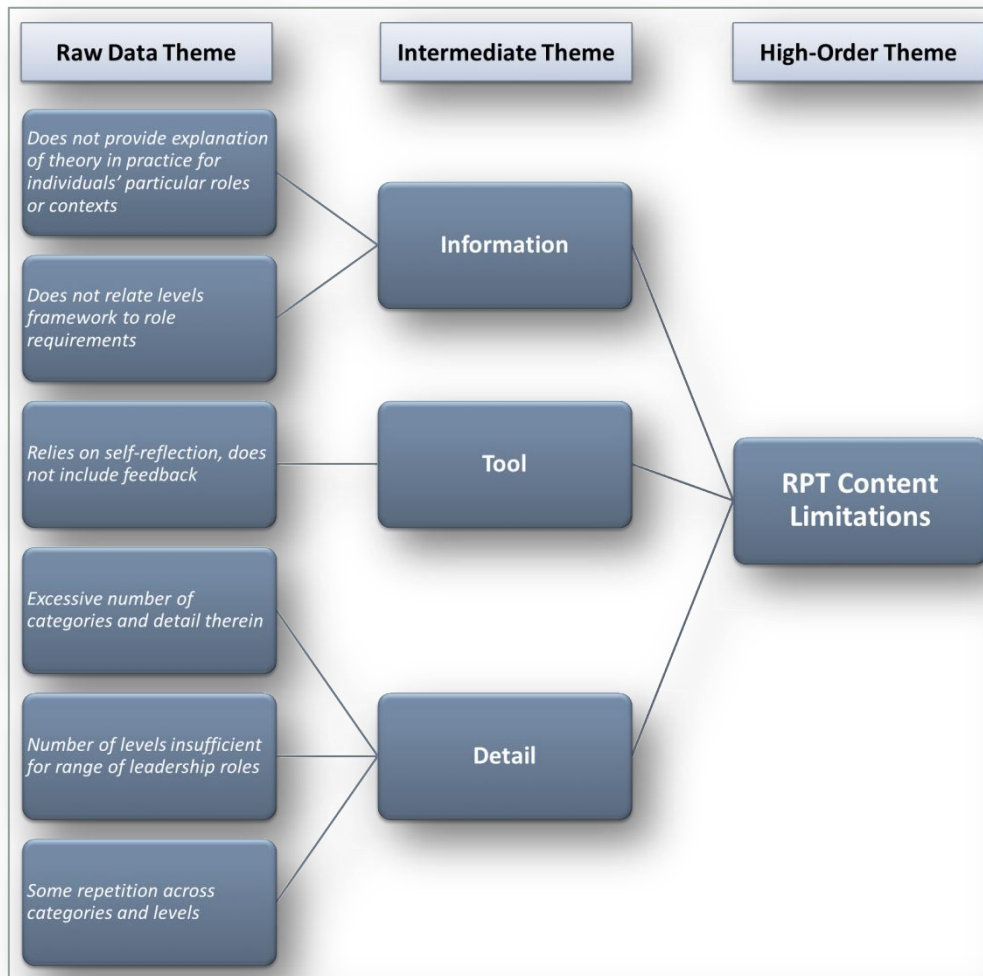 Raw Data Theme
Intermediate Theme
High-Order Theme
Does not provide explanation
of theory in practice for
individuals’ particular roles
or contexts
Information
Does not relate levels
framework to role
requirements
Relies on self-reflection, does
not include feedback
Tool
RPT Content
Limitations
Excessive number of
categories and detail therein
Number of levels insufficient
for range of leadership roles
Detail
Some repetition across
categories and levels